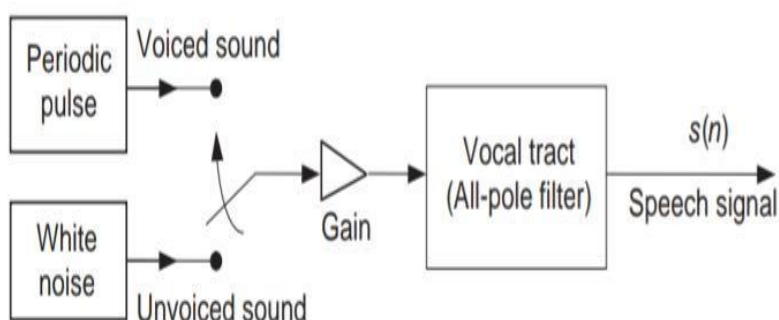 Periodic
pulse
Voiced sound
White
noise
Unvoiced sound
Gain
Vocal tract
(All-pole filter)
s(n)
Speech signal